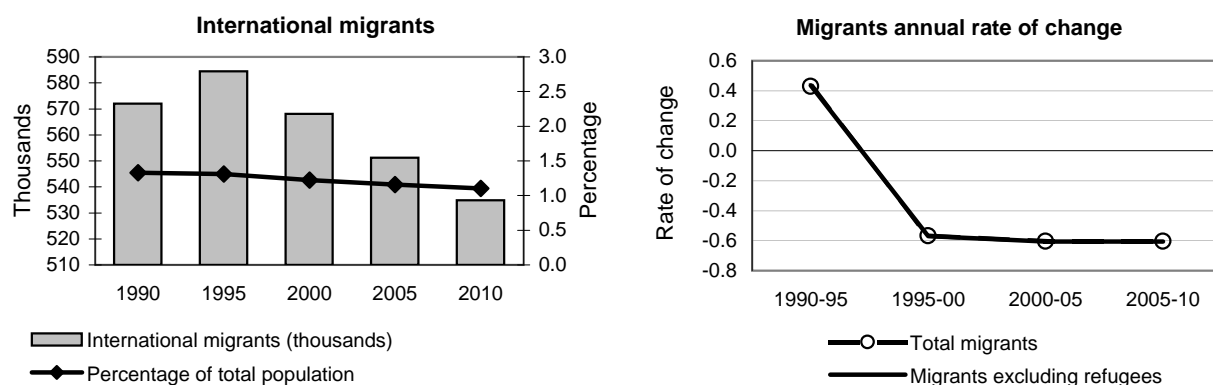 International migrants
Thousands
590
580
570
560
550
540
530
520
510
3.0
2.5
2.0
1.5
1.0
0.5
0.0
Percentage
1990 1995 2000 2005 2010
International migrants (thousands)
Percentage of total population
Migrants annual rate of change
Rate of change
0.6
0.4
0.2
0.0
-0.2
-0.4
-0.6
-0.8
1990-95 1995-00 2000-05 2005-10
Total migrants
Migrants excluding refugees